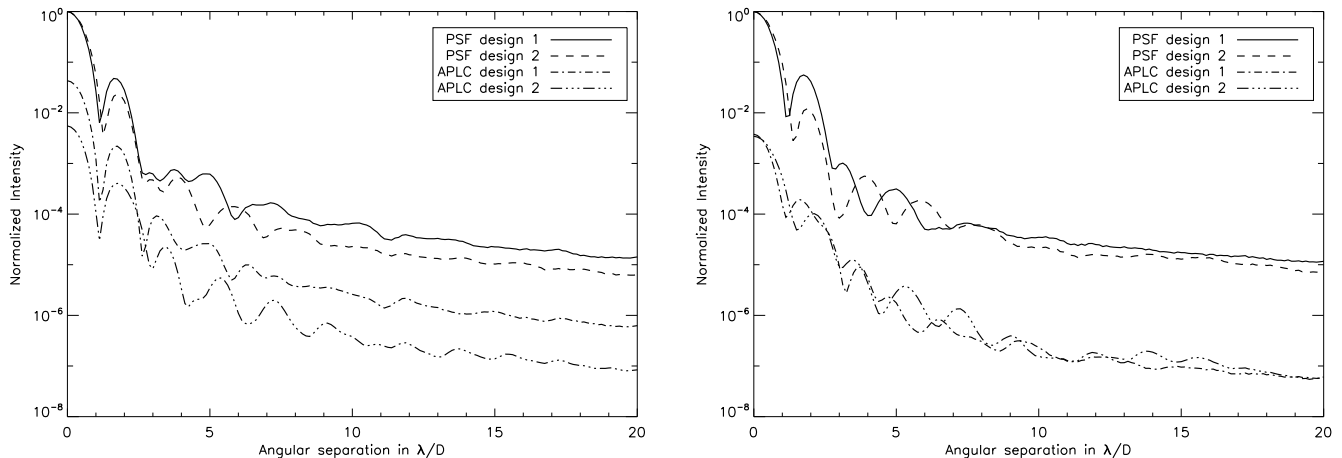 PSF design 1
PSF design 2
APLC design 1
APLC design 2
Normalized Intensity
10^0
10^-2
10^-4
10^-6
10^-8
0 5 10 15 20
Angular separation in λ/D
PSF design 1
PSF design 2
APLC design 1
APLC design 2
Normalized Intensity
10^0
10^-2
10^-4
10^-6
10^-8
0 5 10 15 20
Angular separation in λ/D